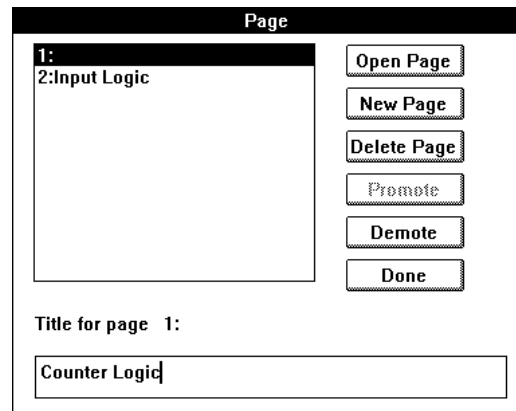 Page
1:
2:Input Logic
Open Page
New Page
Delete Page
Promote
Demote
Done
Title for page 1:
Counter Logic